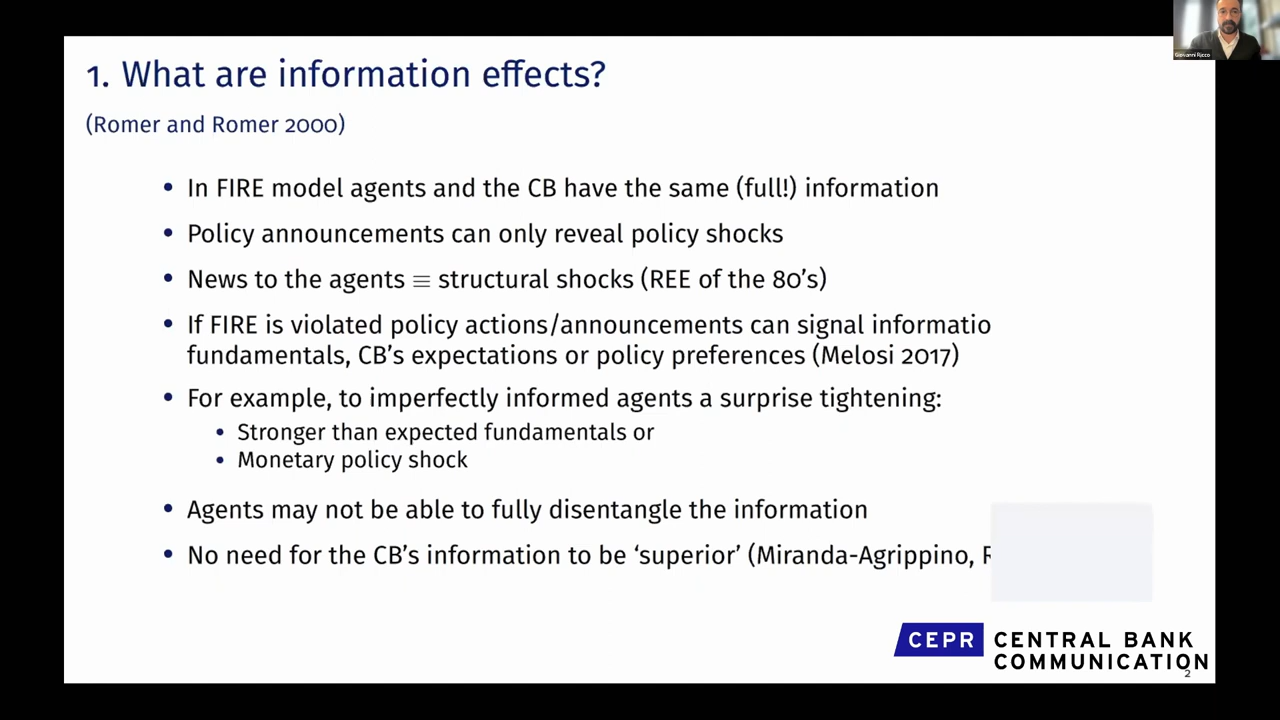 Giovanni Ricco
1. What are information effects?
(Romer and Romer 2000)
• In FIRE model agents and the CB have the same (full!) information
• Policy announcements can only reveal policy shocks
• News to the agents ≡ structural shocks (REE of the 80’s)
• If FIRE is violated policy actions/announcements can signal informatio
fundamentals, CB’s expectations or policy preferences (Melosi 2017)
• For example, to imperfectly informed agents a surprise tightening:
• Stronger than expected fundamentals or
• Monetary policy shock
• Agents may not be able to fully disentangle the information
• No need for the CB’s information to be ‘superior’ (Miranda-Agrippino, R
CEPR CENTRAL BANK
COMMUNICATION
2